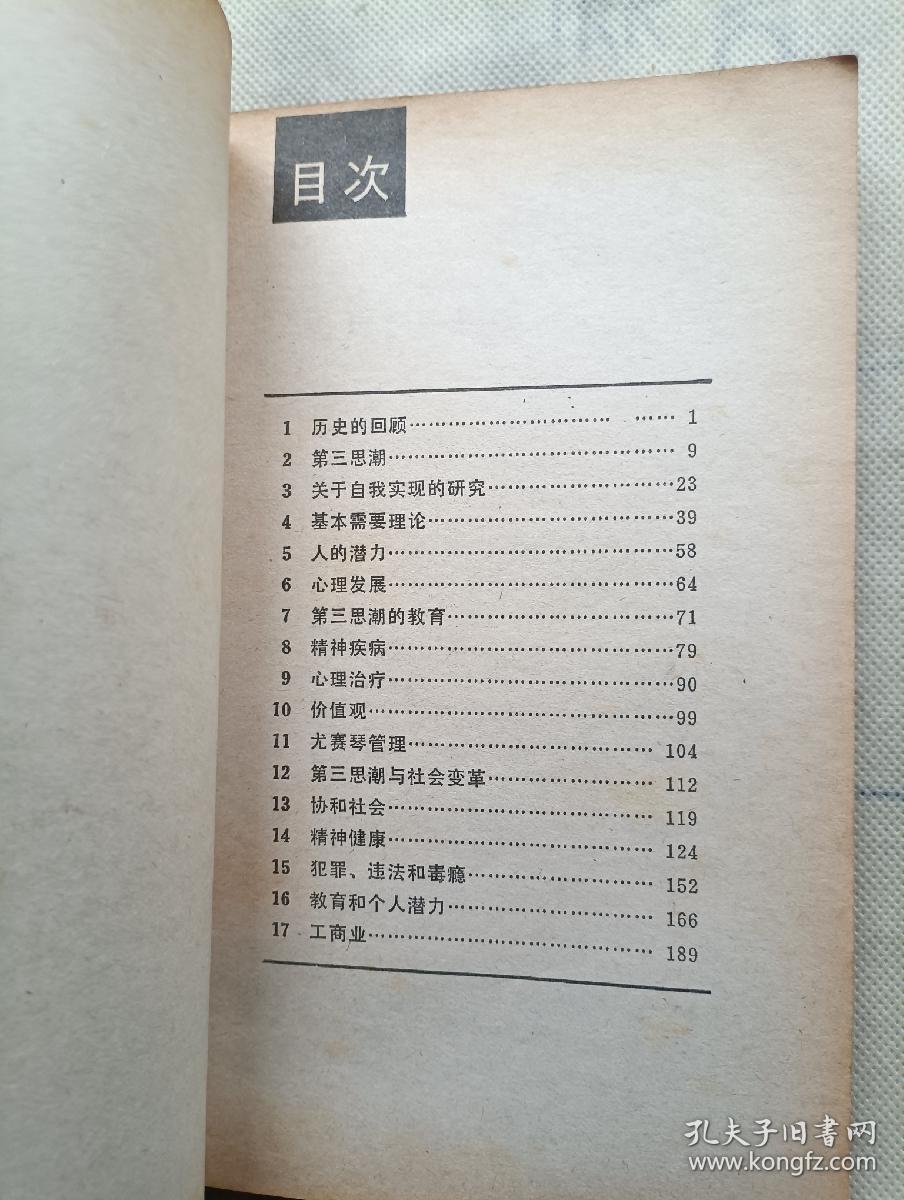 目次
1 历史的回顾………………………… …… 1
2 第三思潮…………………………………… 9
3 关于自我实现的研究………………………23
4 基本需要理论………………………………39
5 人的潜力……………………………………58
6 心理发展……………………………………64
7 第三思潮的教育……………………………71
8 精神疾病……………………………………79
9 心理治疗……………………………………90
10 价值观………………………………………99
11 尤赛琴管理……………………………… 104
12 第三思潮与社会变革…………………… 112
13 协和社会………………………………… 119
14 精神健康………………………………… 124
15 犯罪、违法和毒瘾……………………… 152
16 教育和个人潜力………………………… 166
17 工商业…………………………………… 189
孔夫子旧书网
www.kongfz.com